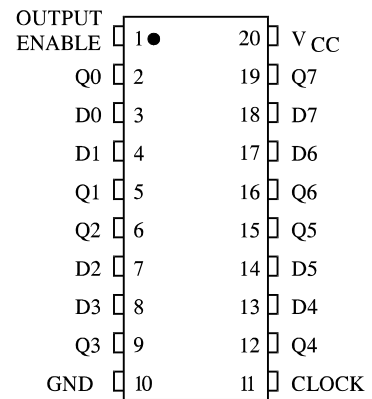 OUTPUT
ENABLE 1 20 VCC
Q0 2 19 Q7
D0 3 18 D7
D1 4 17 D6
Q1 5 16 Q6
Q2 6 15 Q5
D2 7 14 D5
D3 8 13 D4
Q3 9 12 Q4
GND 10 11 CLOCK